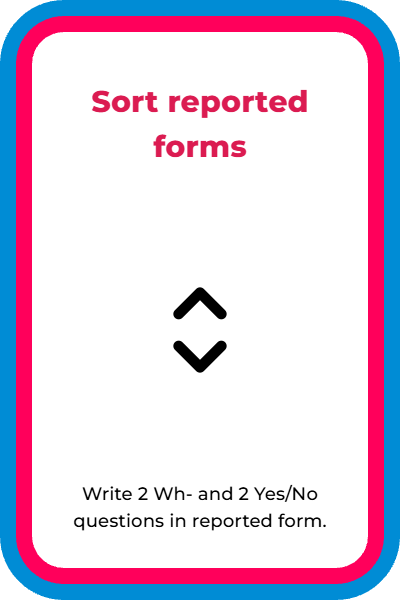 Sort reported
forms
Write 2 Wh- and 2 Yes/No
questions in reported form.